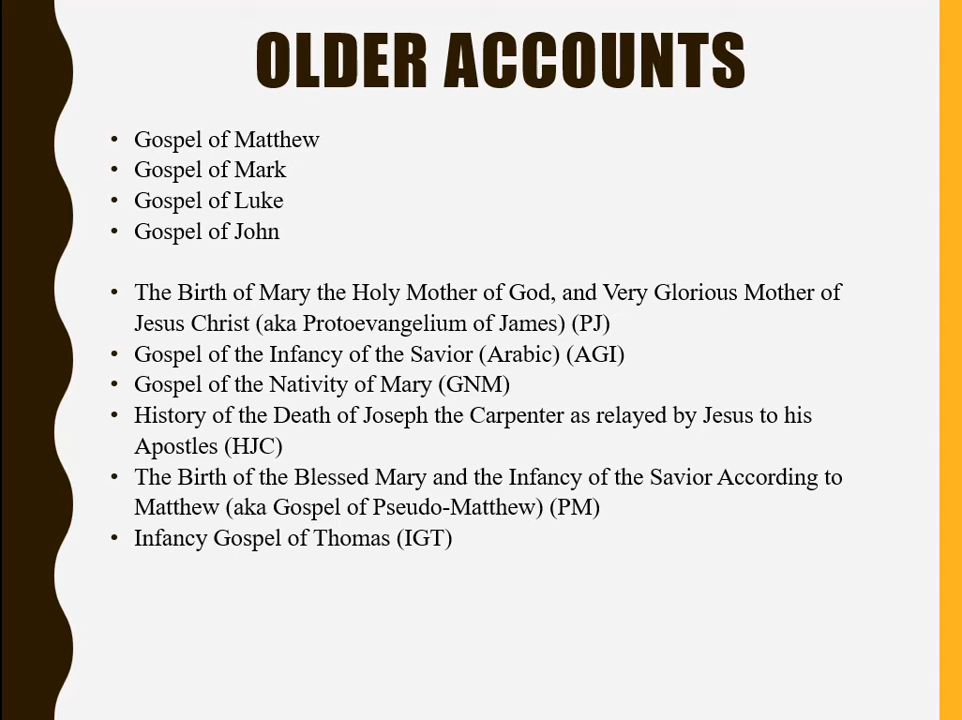 OLDER ACCOUNTS
• Gospel of Matthew
• Gospel of Mark
• Gospel of Luke
• Gospel of John
• The Birth of Mary the Holy Mother of God, and Very Glorious Mother of
Jesus Christ (aka Protoevangelium of James) (PJ)
• Gospel of the Infancy of the Savior (Arabic) (AGI)
• Gospel of the Nativity of Mary (GNM)
• History of the Death of Joseph the Carpenter as relayed by Jesus to his
Apostles (HJC)
• The Birth of the Blessed Mary and the Infancy of the Savior According to
Matthew (aka Gospel of Pseudo-Matthew) (PM)
• Infancy Gospel of Thomas (IGT)